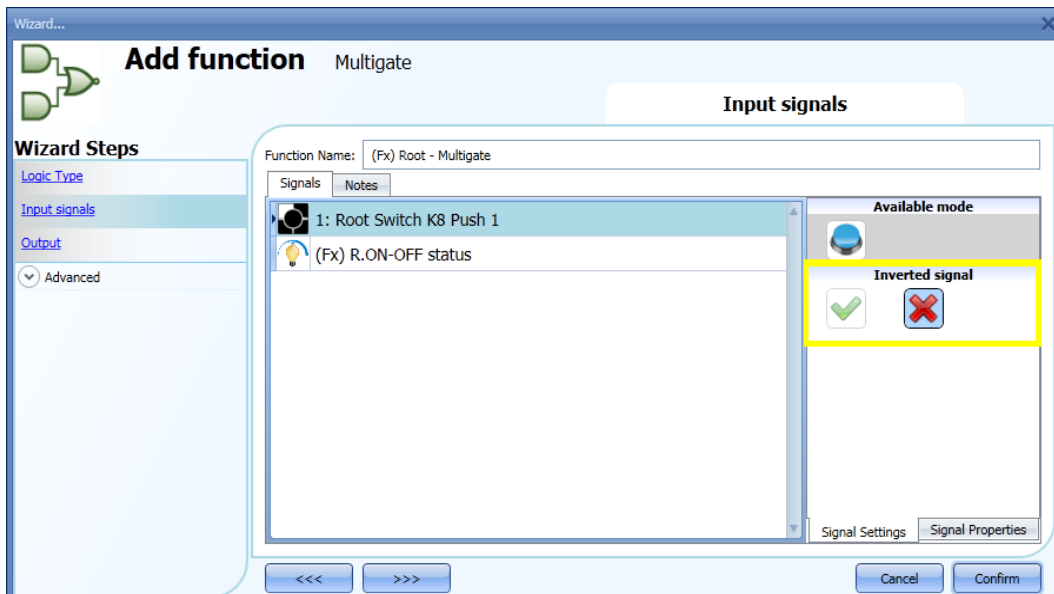 Wizard...
Add function Multigate
Input signals
Wizard Steps
Logic Type
Input signals
Output
Advanced
Function Name: (Fx) Root - Multigate
Signals Notes
1: Root Switch K8 Push 1
(Fx) R.ON-OFF status
Available mode
Inverted signal
Signal Settings Signal Properties
<<< >>> Cancel Confirm